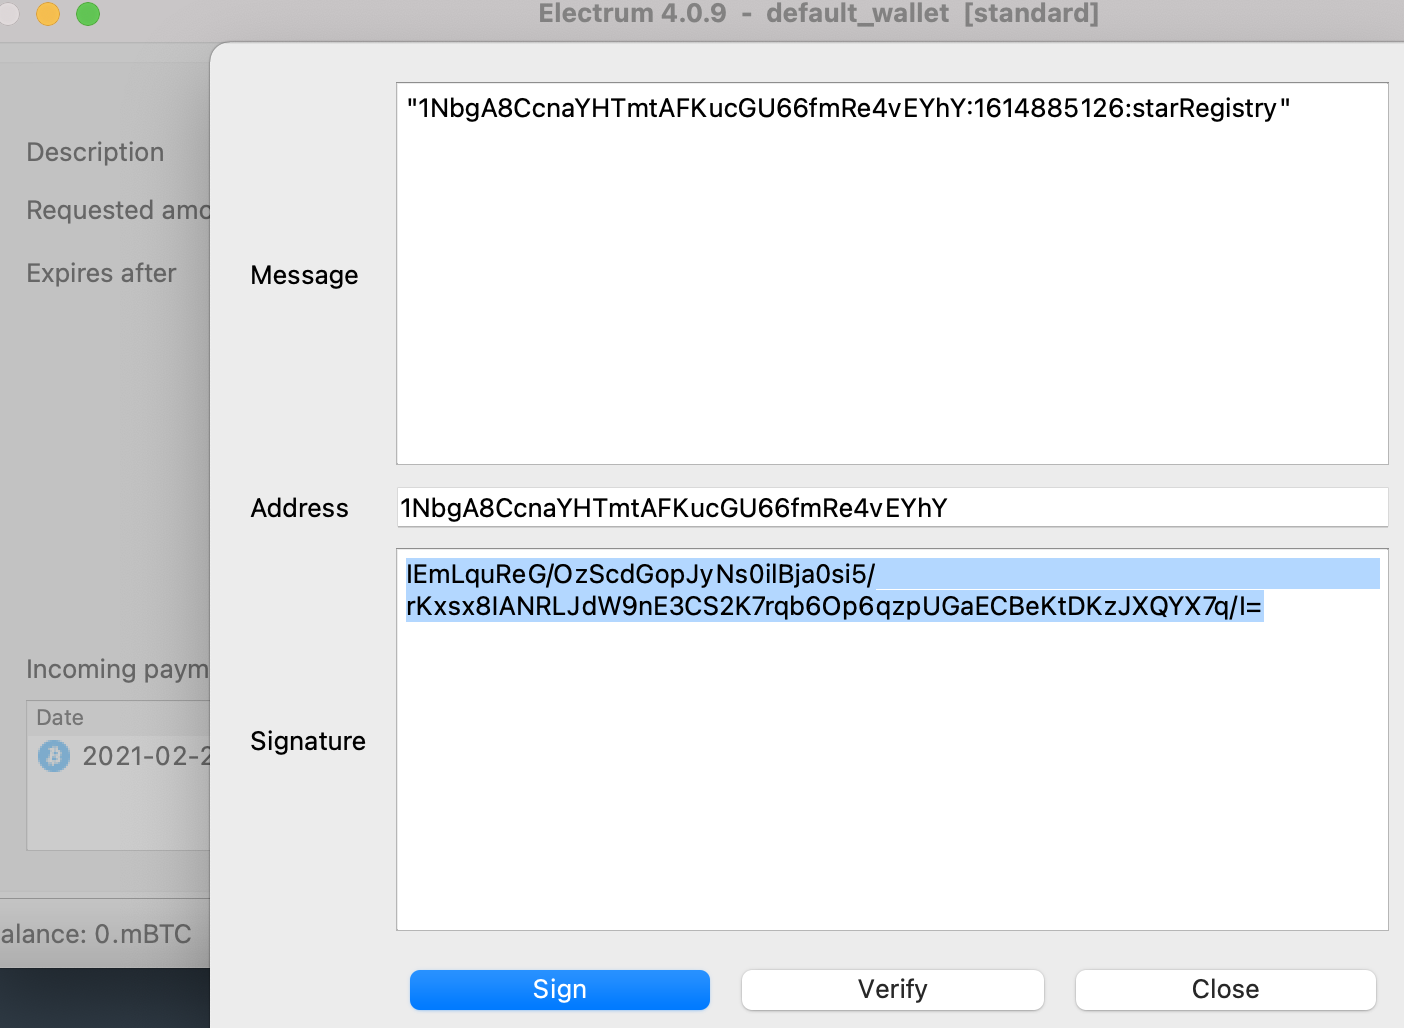 Electrum 4.0.9 - default_wallet [standard]
Description
Requested amo
Expires after
Incoming paym
Date
2021-02-2
alance: 0.mBTC
Message
"1NbgA8CcnaYHTmtAFKucGU66fmRe4vEYhY:1614885126:starRegistry"
Address
1NbgA8CcnaYHTmtAFKucGU66fmRe4vEYhY
Signature
IEmLquReG/OzScdGopJyNs0ilBja0si5/
rKxsx8IANRLJdW9nE3CS2K7rqb6Op6qzpUGaECBeKtDKzJXQYX7q/I=
Sign
Verify
Close